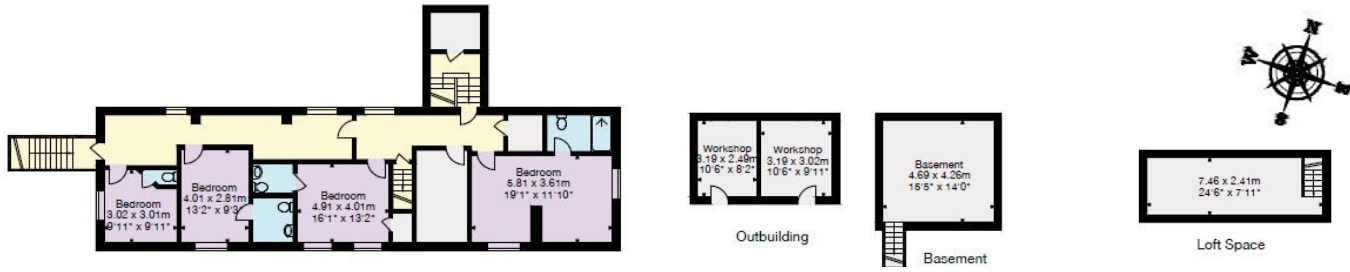 Bedroom
3.02 x 3.01m
9'11" x 9'11"
Bedroom
4.01 x 2.81m
13'2" x 9'3"
Bedroom
4.91 x 4.01m
16'1" x 13'2"
Bedroom
5.81 x 3.61m
19'1" x 11'10"
Workshop
3.19 x 2.49m
10'6" x 8'2"
Workshop
3.19 x 3.02m
10'6" x 9'11"
Outbuilding
Basement
4.69 x 4.26m
15'5" x 14'0"
Basement
7.46 x 2.41m
24'6" x 7'11"
Loft Space
N
W
E
S